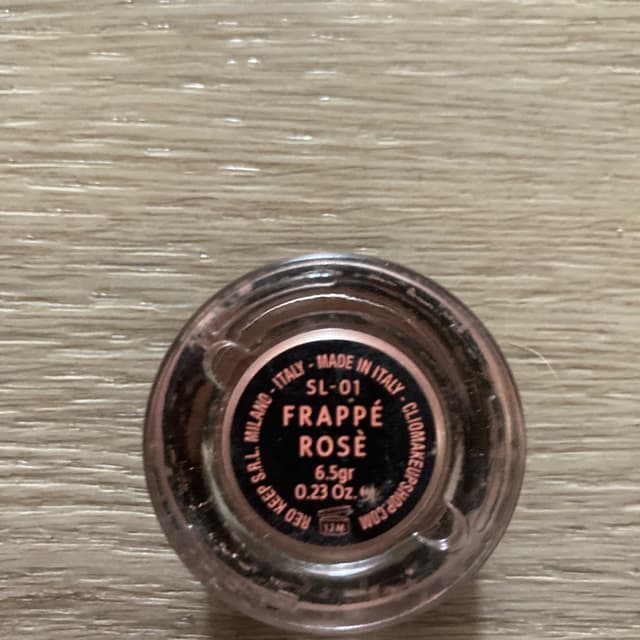 RED KEEP S.R.L. MILANO - ITALY - MADE IN ITALY - CLIOMAKEUPSHOP.COM
SL-01
FRAPPÉ
ROSÈ
6.5gr
0.23 Oz. e
12M